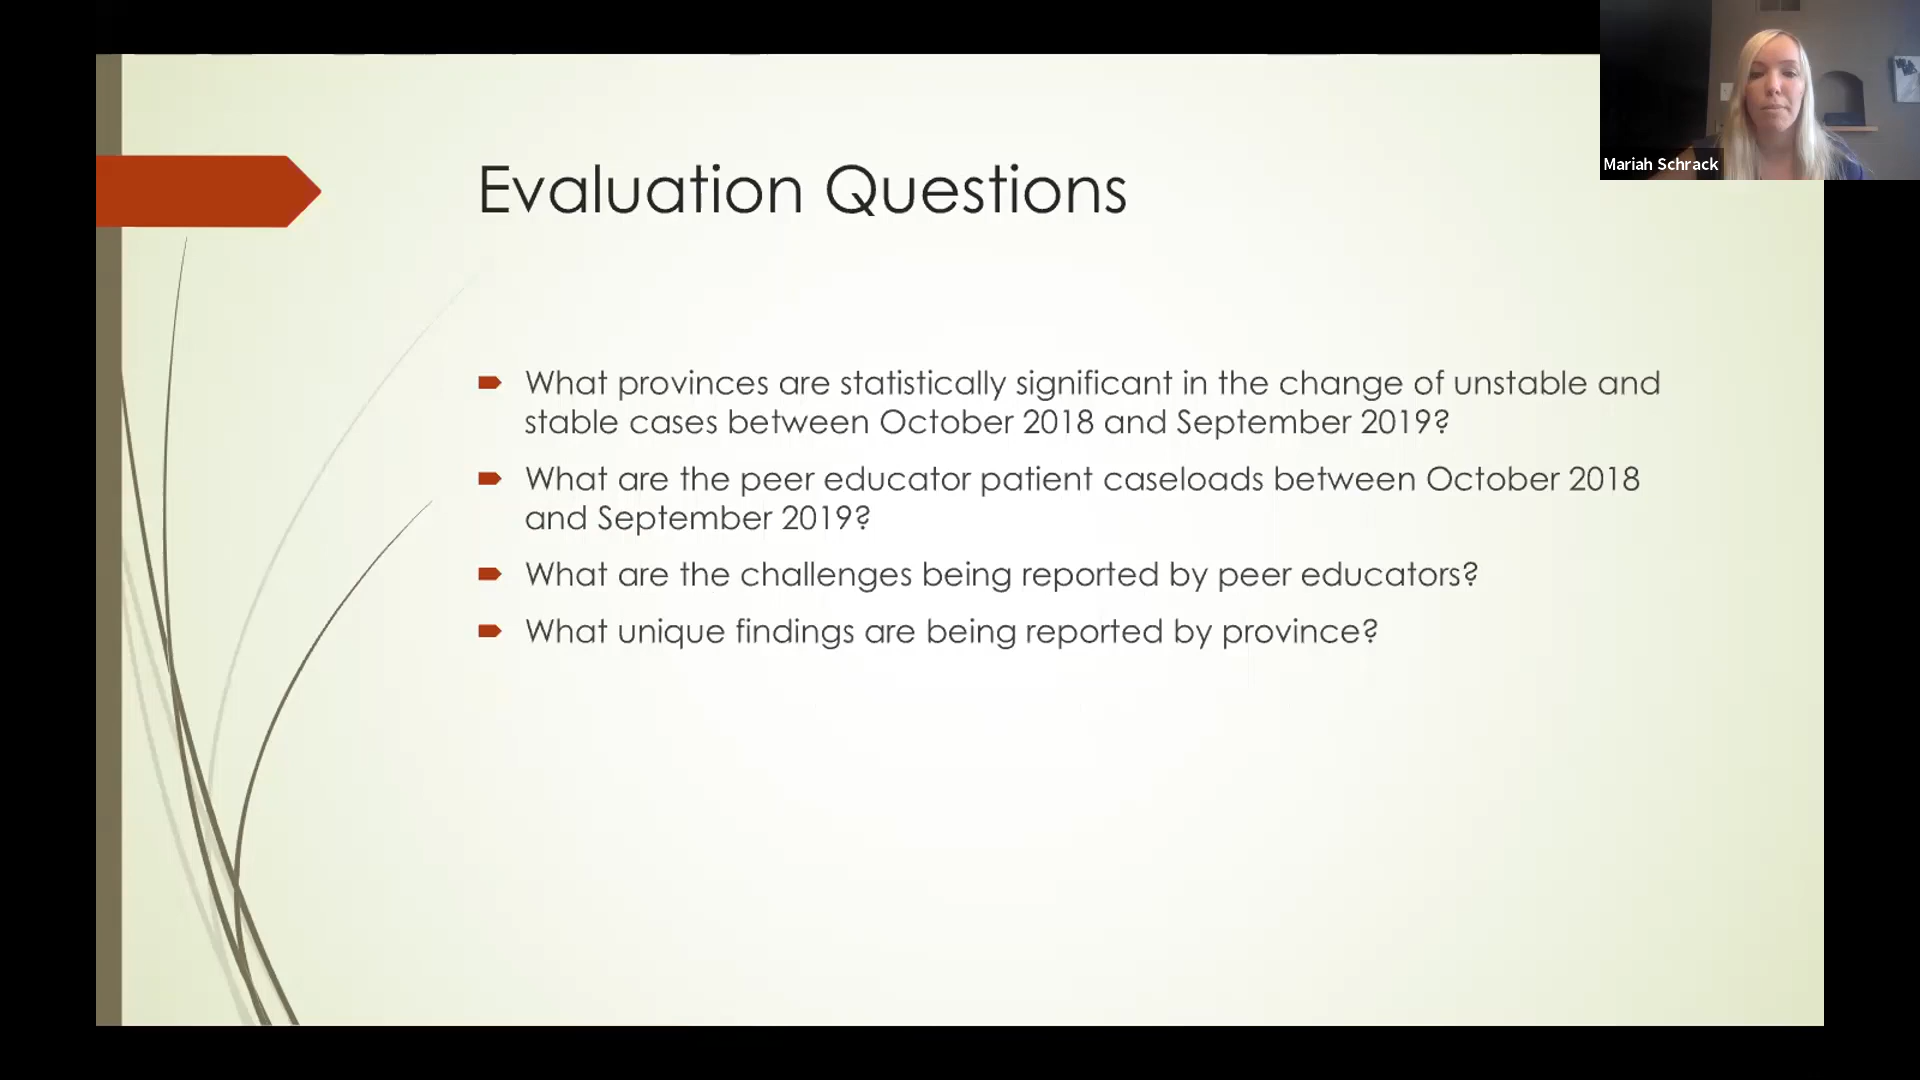 Mariah Schrack
Evaluation Questions
What provinces are statistically significant in the change of unstable and
stable cases between October 2018 and September 2019?
What are the peer educator patient caseloads between October 2018
and September 2019?
What are the challenges being reported by peer educators?
What unique findings are being reported by province?